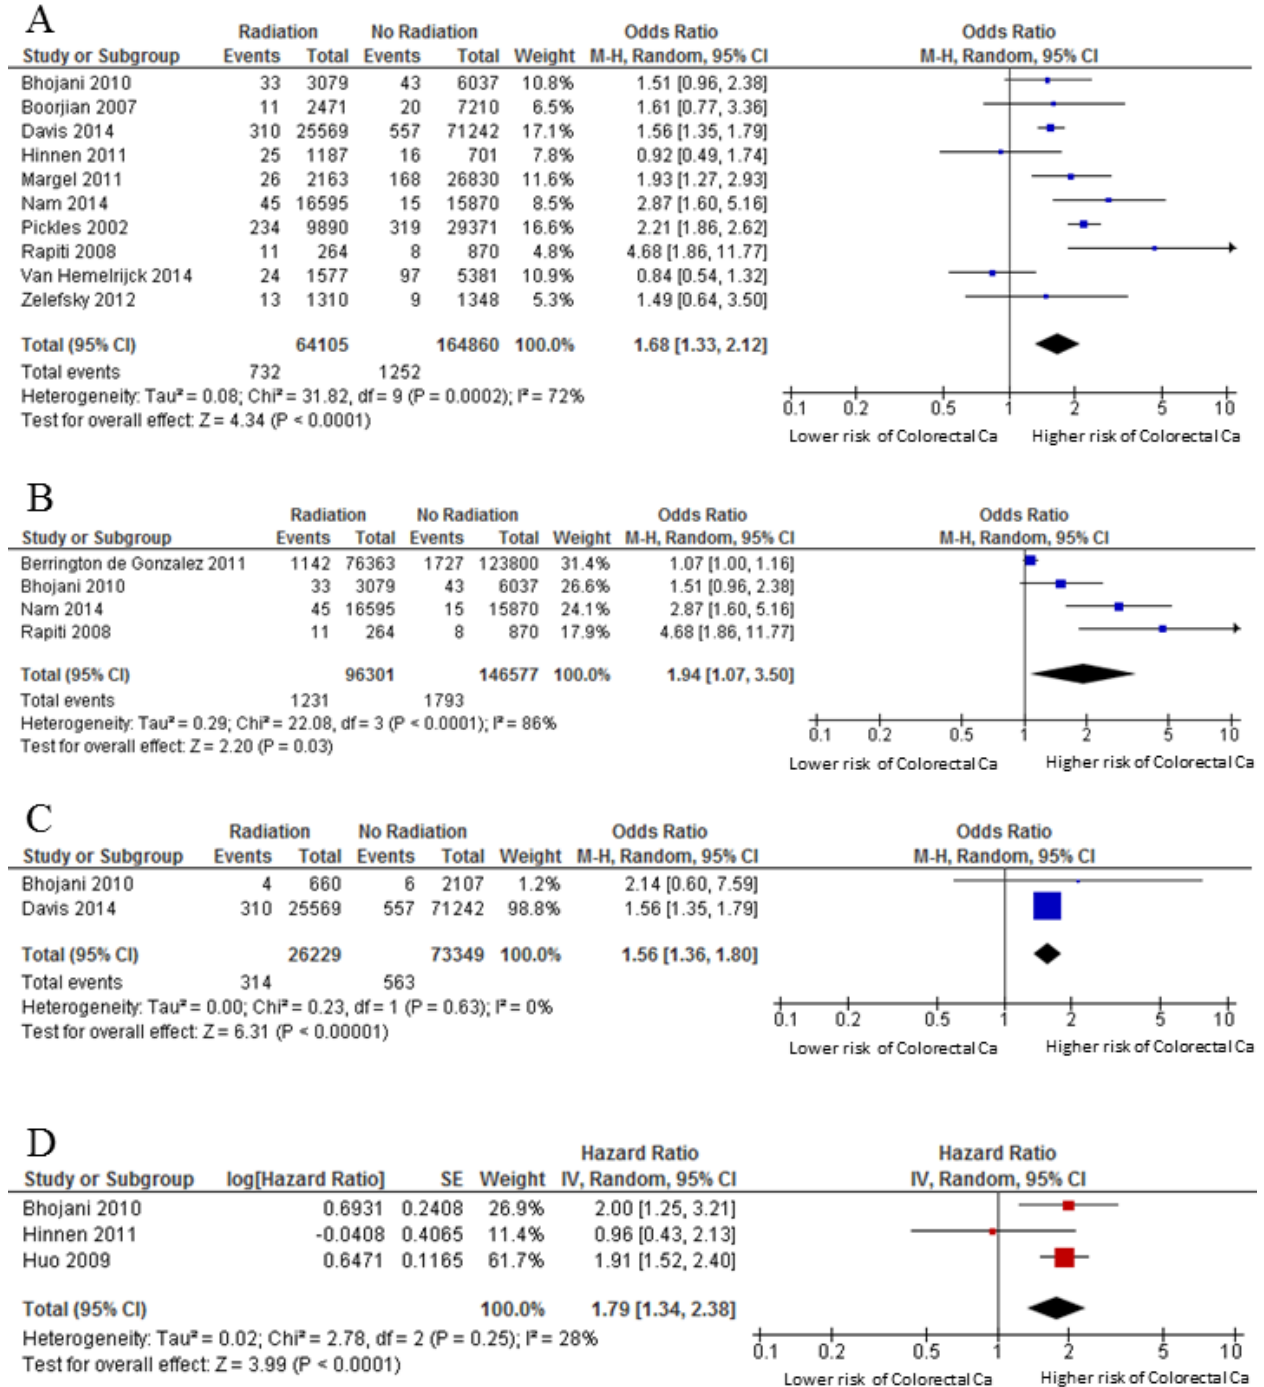 A
Radiation No Radiation Odds Ratio Odds Ratio
Study or Subgroup Events Total Events Total Weight M-H, Random, 95% CI M-H, Random, 95% CI
Bhojani 2010 33 3079 43 6037 10.8% 1.51 [0.96, 2.38]
Boorjian 2007 11 2471 20 7210 6.5% 1.61 [0.77, 3.36]
Davis 2014 310 25569 557 71242 17.1% 1.56 [1.35, 1.79]
Hinnen 2011 25 1187 16 701 7.8% 0.92 [0.49, 1.74]
Margel 2011 26 2163 168 26830 11.6% 1.93 [1.27, 2.93]
Nam 2014 45 16595 15 15870 8.5% 2.87 [1.60, 5.16]
Pickles 2002 234 9890 319 29371 16.6% 2.21 [1.86, 2.62]
Rapiti 2008 11 264 8 870 4.8% 4.68 [1.86, 11.77]
Van Hemelrijck 2014 24 1577 97 5381 10.9% 0.84 [0.54, 1.32]
Zelefsky 2012 13 1310 9 1348 5.3% 1.49 [0.64, 3.50]
Total (95% CI) 64105 164860 100.0% 1.68 [1.33, 2.12]
Total events 732 1252
Heterogeneity: Tau² = 0.08; Chi² = 31.82, df = 9 (P = 0.0002); I² = 72%
Test for overall effect: Z = 4.34 (P < 0.0001)
0.1 0.2 0.5 1 2 5 10
Lower risk of Colorectal Ca Higher risk of Colorectal Ca
B
Radiation No Radiation Odds Ratio Odds Ratio
Study or Subgroup Events Total Events Total Weight M-H, Random, 95% CI M-H, Random, 95% CI
Berrington de Gonzalez 2011 1142 76363 1727 123800 31.4% 1.07 [1.00, 1.16]
Bhojani 2010 33 3079 43 6037 26.6% 1.51 [0.96, 2.38]
Nam 2014 45 16595 15 15870 24.1% 2.87 [1.60, 5.16]
Rapiti 2008 11 264 8 870 17.9% 4.68 [1.86, 11.77]
Total (95% CI) 96301 146577 100.0% 1.94 [1.07, 3.50]
Total events 1231 1793
Heterogeneity: Tau² = 0.29; Chi² = 22.08, df = 3 (P < 0.0001); I² = 86%
Test for overall effect: Z = 2.20 (P = 0.03)
0.1 0.2 0.5 1 2 5 10
Lower risk of Colorectal Ca Higher risk of Colorectal Ca
C
Radiation No Radiation Odds Ratio Odds Ratio
Study or Subgroup Events Total Events Total Weight M-H, Random, 95% CI M-H, Random, 95% CI
Bhojani 2010 4 660 6 2107 1.2% 2.14 [0.60, 7.59]
Davis 2014 310 25569 557 71242 98.8% 1.56 [1.35, 1.79]
Total (95% CI) 26229 73349 100.0% 1.56 [1.36, 1.80]
Total events 314 563
Heterogeneity: Tau² = 0.00; Chi² = 0.23, df = 1 (P = 0.63); I² = 0%
Test for overall effect: Z = 6.31 (P < 0.00001)
0.1 0.2 0.5 1 2 5 10
Lower risk of Colorectal Ca Higher risk of Colorectal Ca
D
Hazard Ratio Hazard Ratio
Study or Subgroup log[Hazard Ratio] SE Weight IV, Random, 95% CI IV, Random, 95% CI
Bhojani 2010 0.6931 0.2408 26.9% 2.00 [1.25, 3.21]
Hinnen 2011 -0.0408 0.4065 11.4% 0.96 [0.43, 2.13]
Huo 2009 0.6471 0.1165 61.7% 1.91 [1.52, 2.40]
Total (95% CI) 100.0% 1.79 [1.34, 2.38]
Heterogeneity: Tau² = 0.02; Chi² = 2.78, df = 2 (P = 0.25); I² = 28%
Test for overall effect: Z = 3.99 (P < 0.0001)
0.1 0.2 0.5 1 2 5 10
Lower risk of Colorectal Ca Higher risk of Colorectal Ca